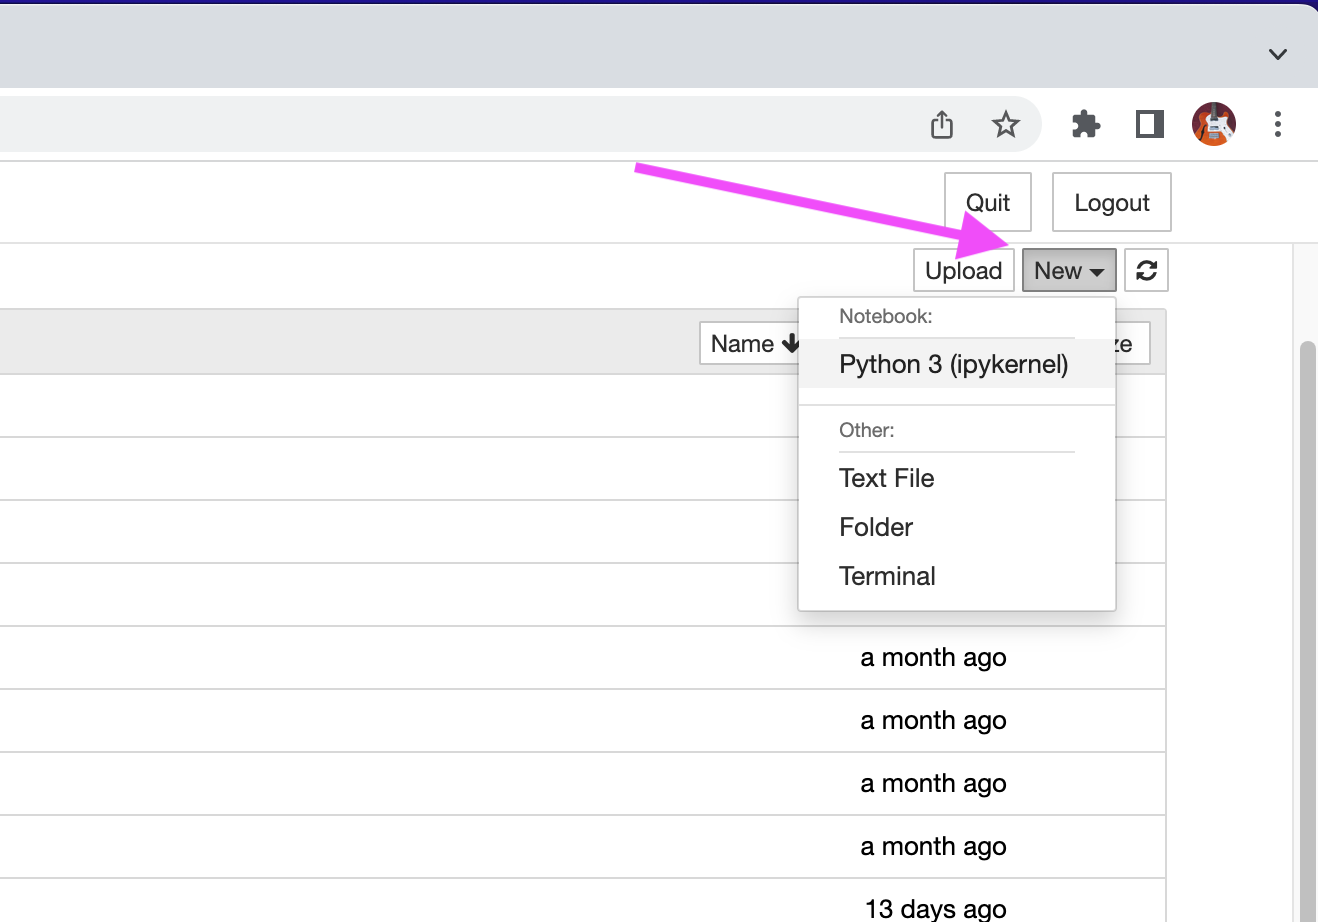 Quit
Logout
Upload
New
Name
ze
Notebook:
Python 3 (ipykernel)
Other:
Text File
Folder
Terminal
a month ago
a month ago
a month ago
a month ago
13 days ago